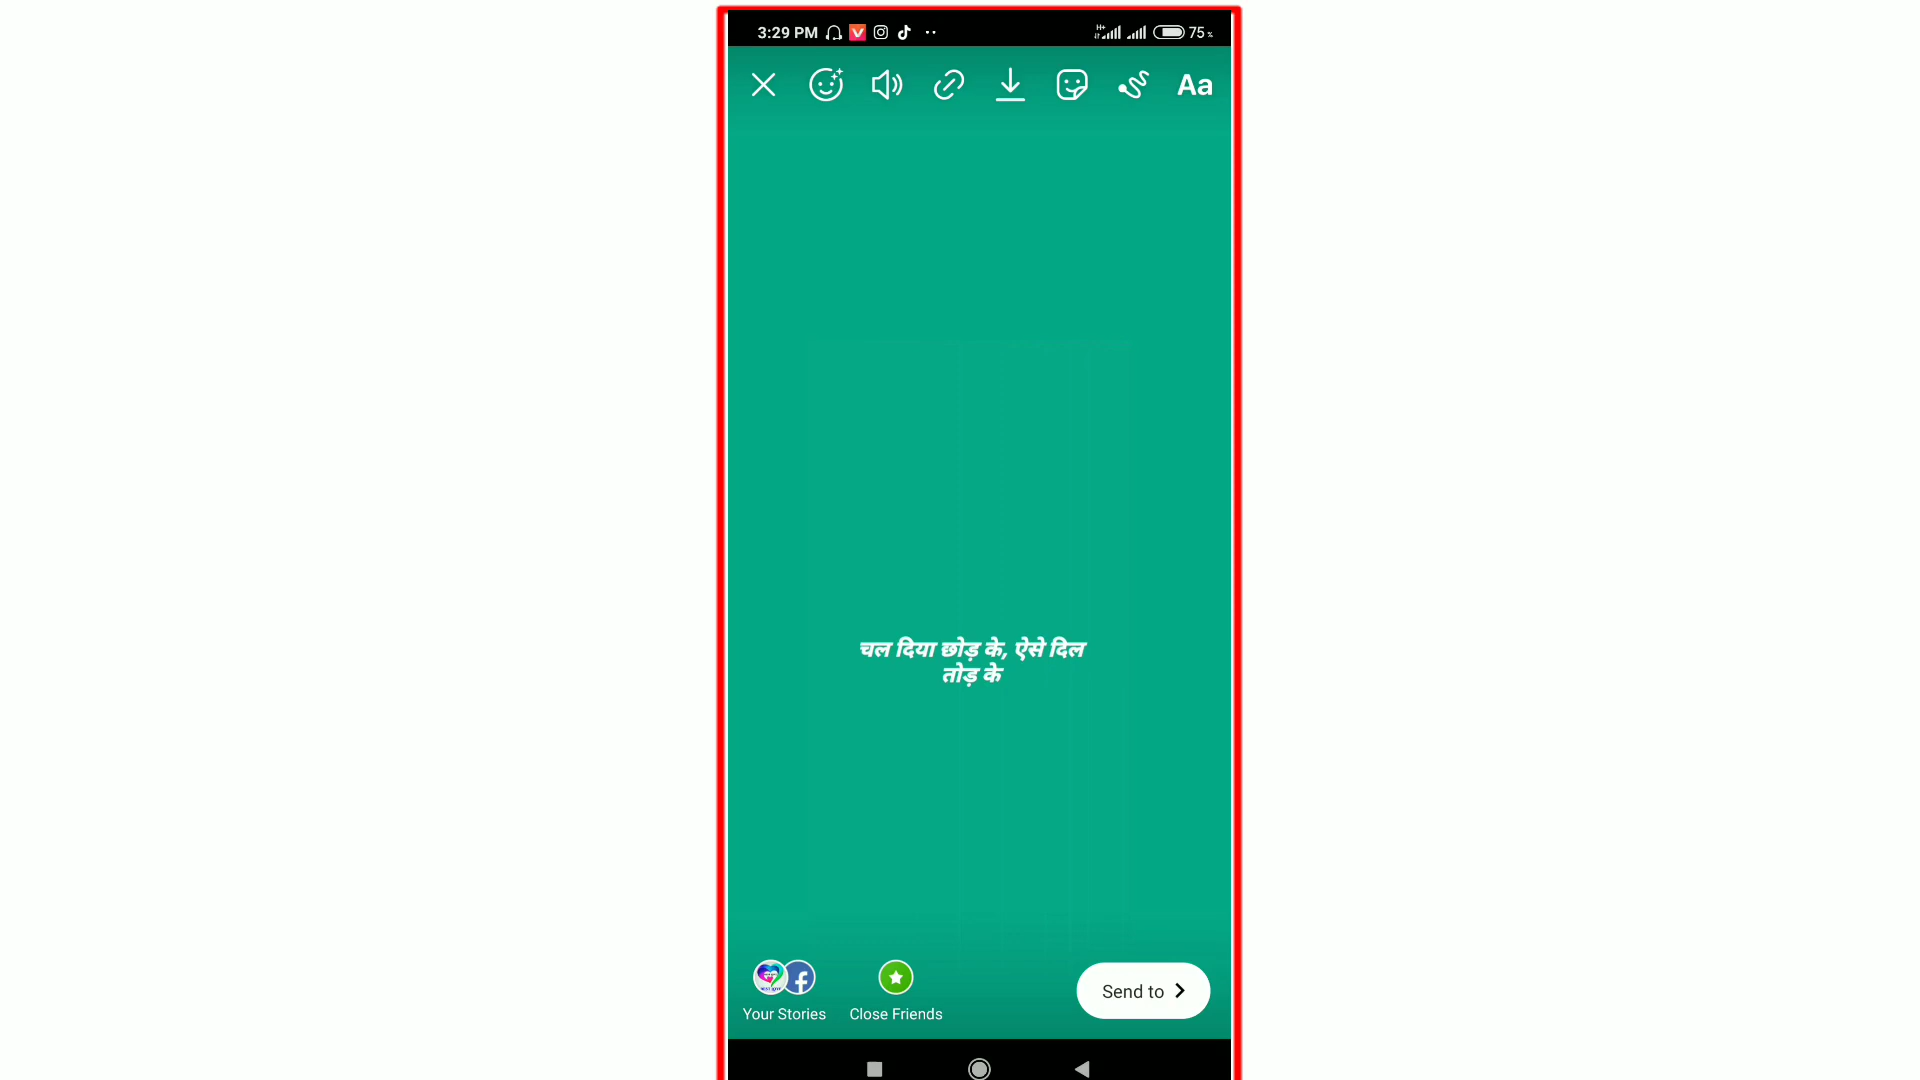 3:29 PM 75%
Aa
चल दिया छोड़ के, ऐसे दिल
तोड़ के
Your Stories Close Friends Send to